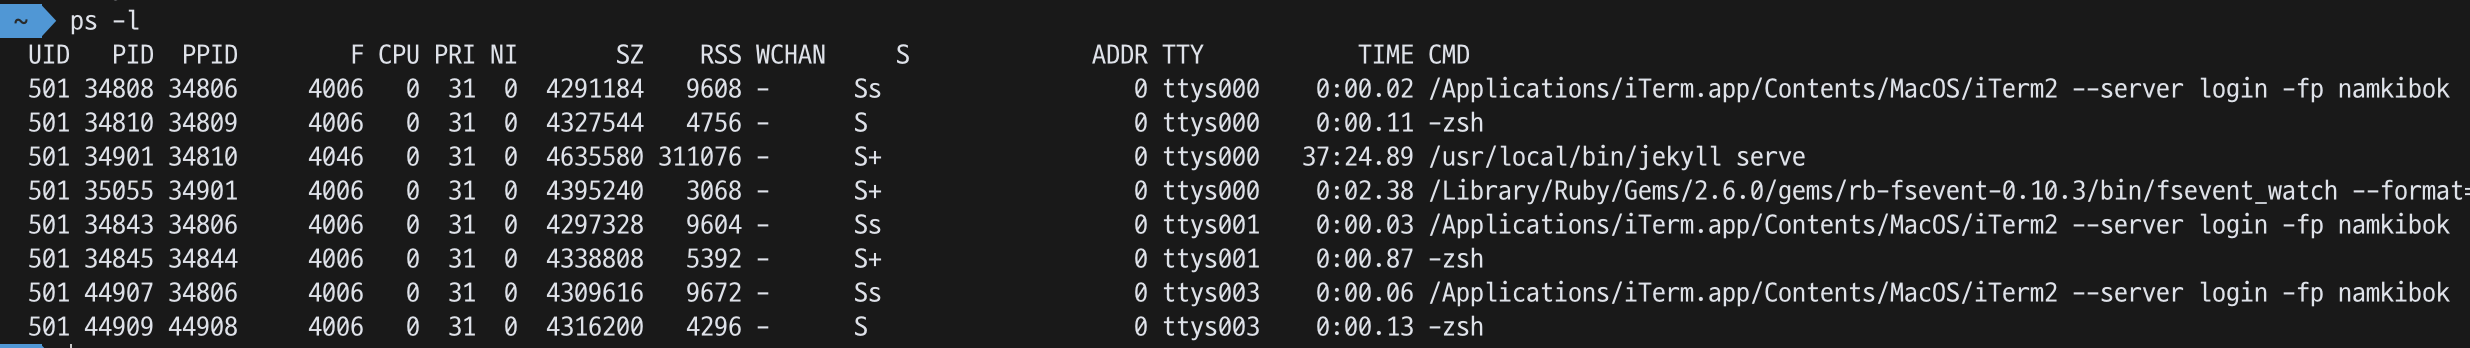 ~ ps -l
UID PID PPID F CPU PRI NI SZ RSS WCHAN S ADDR TTY TIME CMD
501 34808 34806 4006 0 31 0 4291184 9608 - Ss 0 ttys000 0:00.02 /Applications/iTerm.app/Contents/MacOS/iTerm2 --server login -fp namkibok
501 34810 34809 4006 0 31 0 4327544 4756 - S 0 ttys000 0:00.11 -zsh
501 34901 34810 4046 0 31 0 4635580 311076 - S+ 0 ttys000 37:24.89 /usr/local/bin/jekyll serve
501 35055 34901 4006 0 31 0 4395240 3068 - S+ 0 ttys000 0:02.38 /Library/Ruby/Gems/2.6.0/gems/rb-fsevent-0.10.3/bin/fsevent_watch --format=
501 34843 34806 4006 0 31 0 4297328 9604 - Ss 0 ttys001 0:00.03 /Applications/iTerm.app/Contents/MacOS/iTerm2 --server login -fp namkibok
501 34845 34844 4006 0 31 0 4338808 5392 - S+ 0 ttys001 0:00.87 -zsh
501 44907 34806 4006 0 31 0 4309616 9672 - Ss 0 ttys003 0:00.06 /Applications/iTerm.app/Contents/MacOS/iTerm2 --server login -fp namkibok
501 44909 44908 4006 0 31 0 4316200 4296 - S 0 ttys003 0:00.13 -zsh